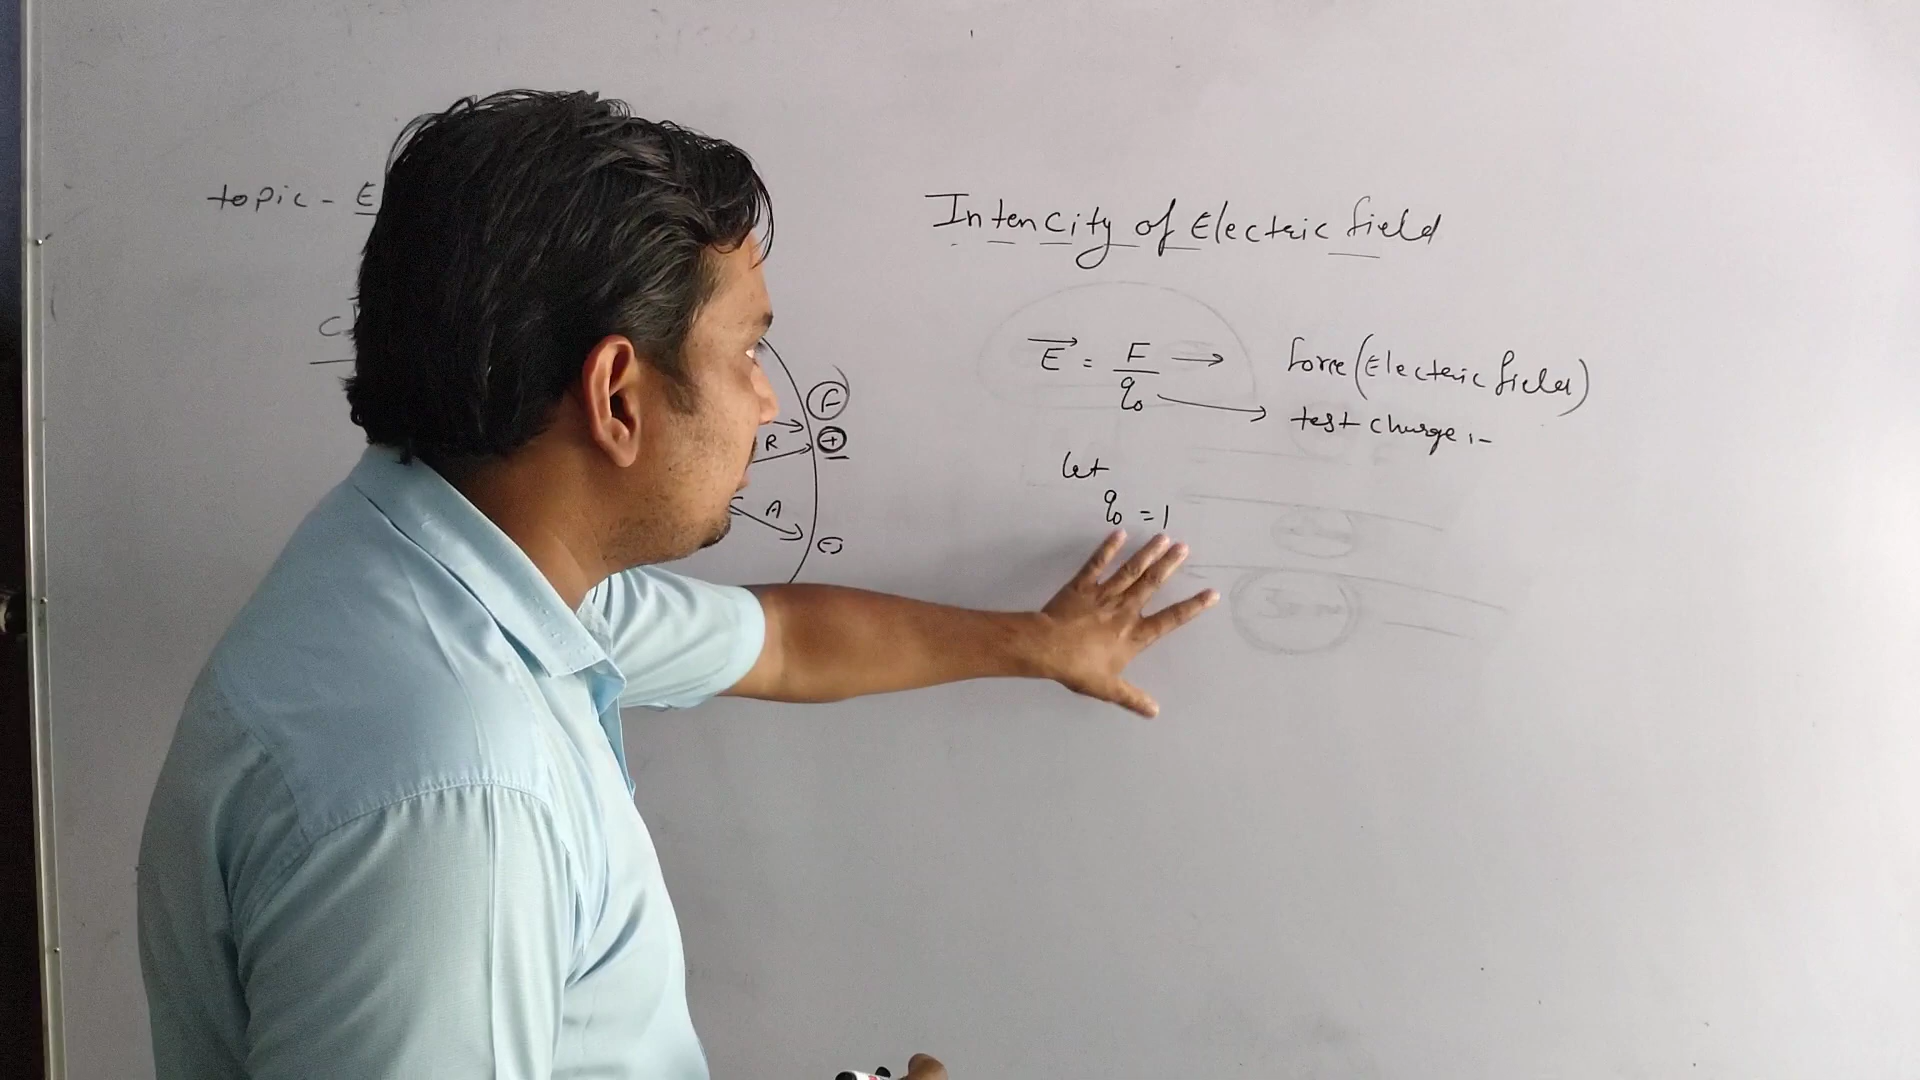 topic - E
Intencity of Electric field
E = F/q₀ → force (Electric field)
→ test charge :-
let
q₀ = 1
F
+
R
A